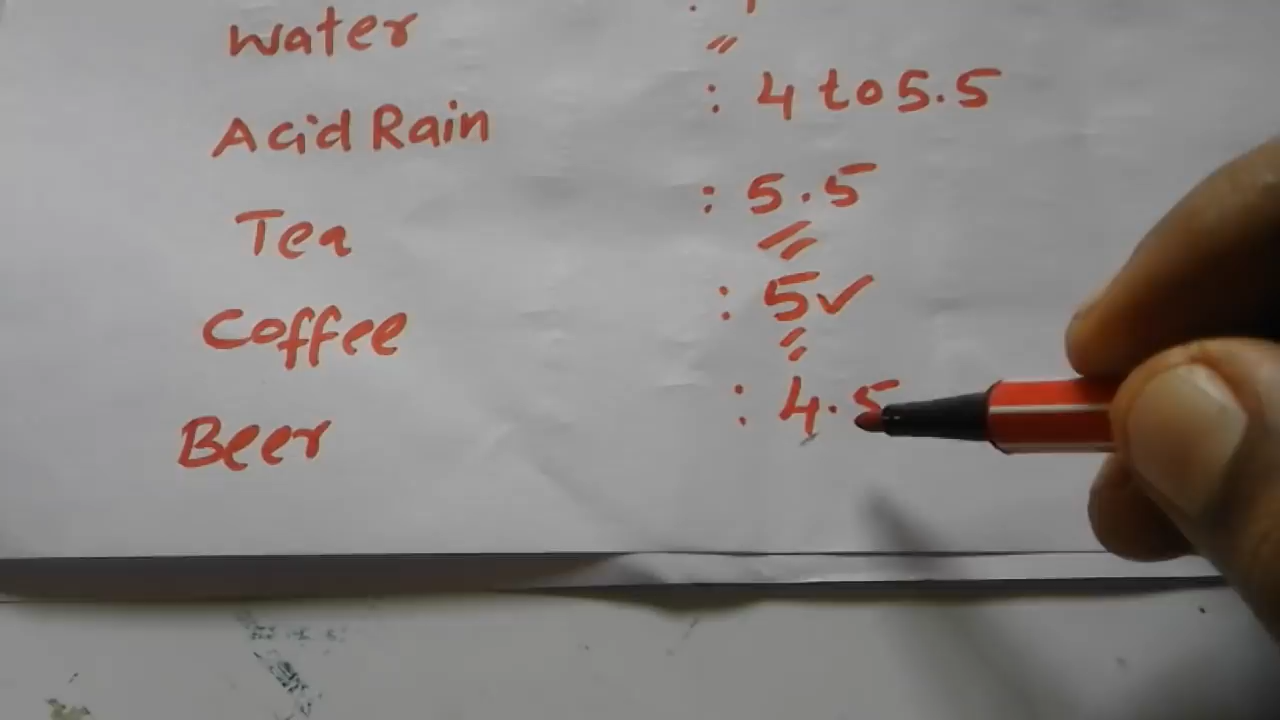 Water :
Acid Rain : 4 to 5.5
Tea : 5.5
Coffee : 5✓
Beer : 4.5